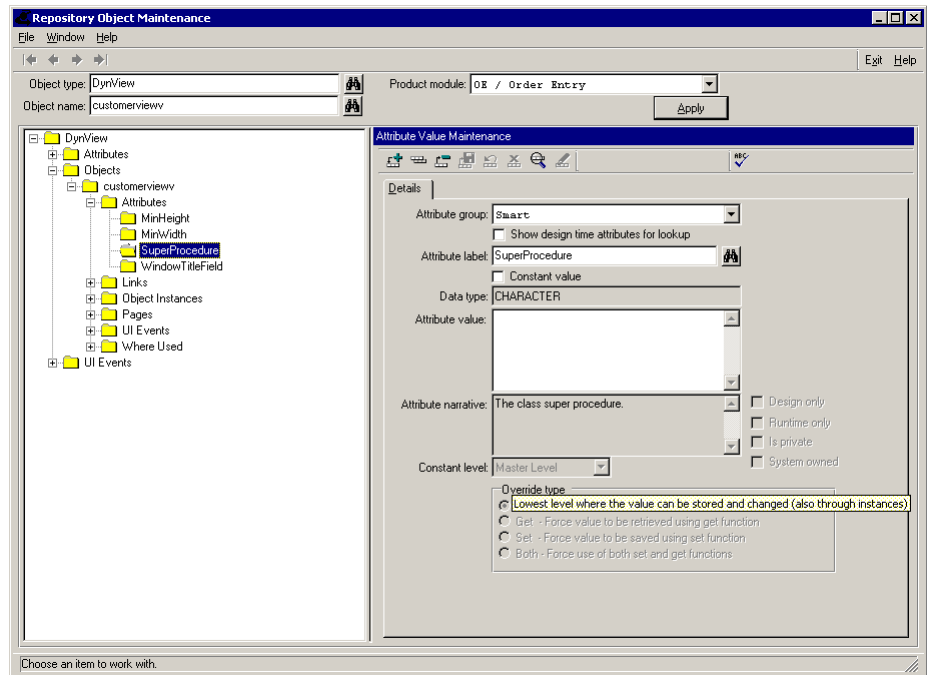 Repository Object Maintenance
File Window Help
Exit Help
Object type: DynView
Product module: OE / Order Entry
Object name: customerviewv
Apply
DynView
Attributes
Objects
customerviewv
Attributes
MinHeight
MinWidth
SuperProcedure
WindowTitleField
Links
Object Instances
Pages
UI Events
Where Used
UI Events
Attribute Value Maintenance
ABC
Details
Attribute group: Smart
Show design time attributes for lookup
Attribute label: SuperProcedure
Constant value
Data type: CHARACTER
Attribute value:
Attribute narrative: The class super procedure.
Design only
Runtime only
Is private
System owned
Constant level: Master Level
Override type
Lowest level where the value can be stored and changed (also through instances)
Get - Force value to be retrieved using get function
Set - Force value to be saved using set function
Both - Force use of both set and get functions
Choose an item to work with.